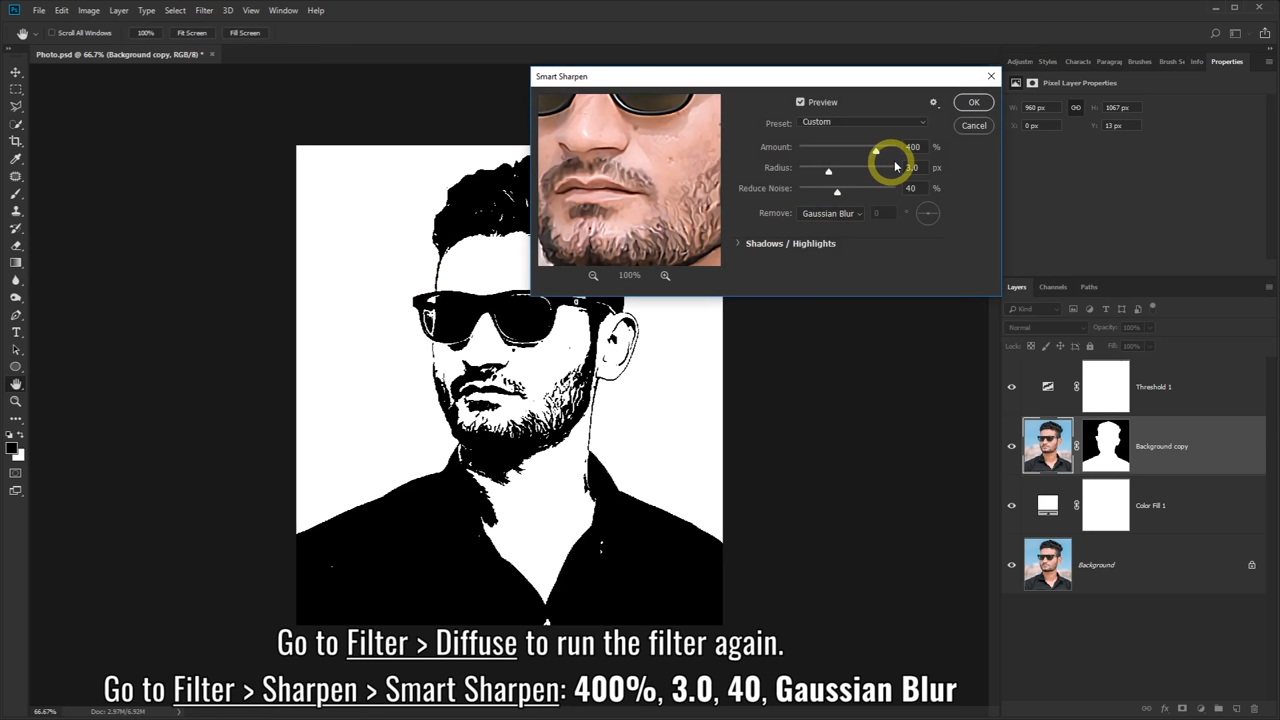 Ps File Edit Image Layer Type Select Filter 3D View Window Help
Scroll All Windows 100% Fit Screen Fill Screen
Photo.psd @ 66.7% (Background copy, RGB/8) * ×
Smart Sharpen
Preview
OK
Preset: Custom
Cancel
Amount: 400 %
Radius: 3.0 px
Reduce Noise: 40 %
Remove: Gaussian Blur 0 °
Shadows / Highlights
100%
Adjustm Styles Charact Paragrap Brushes Brush Se Info Properties
Pixel Layer Properties
W: 960 px H: 1067 px
X: 0 px Y: 13 px
Layers Channels Paths
Kind
Normal Opacity: 100%
Lock: Fill: 100%
Threshold 1
Background copy
Color Fill 1
Background
Go to Filter > Diffuse to run the filter again.
Go to Filter > Sharpen > Smart Sharpen: 400%, 3.0, 40, Gaussian Blur
66.67% Doc: 2.97M/6.92M